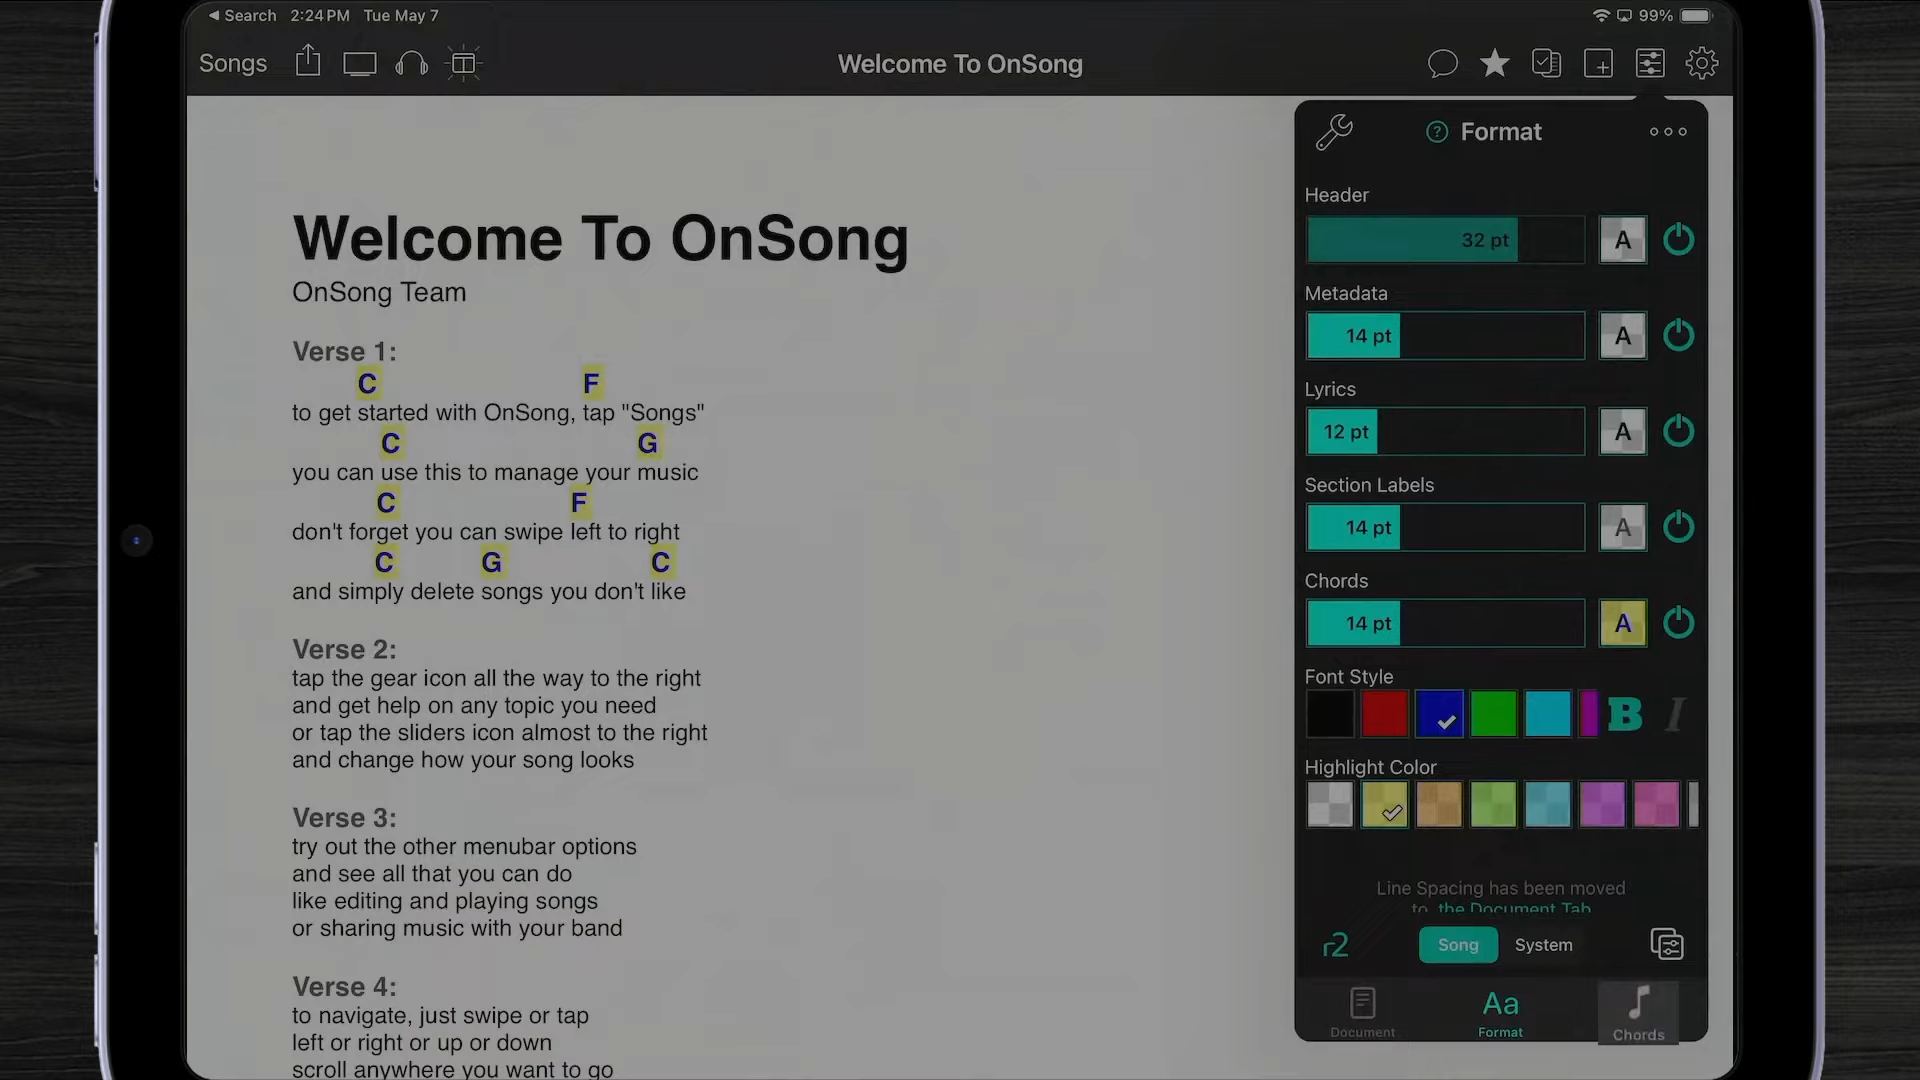 ◀ Search 2:24 PM Tue May 7
99%
Songs
Welcome To OnSong
Welcome To OnSong
OnSong Team
Verse 1:
C F
to get started with OnSong, tap "Songs"
C G
you can use this to manage your music
C F
don't forget you can swipe left to right
C G C
and simply delete songs you don't like
Verse 2:
tap the gear icon all the way to the right
and get help on any topic you need
or tap the sliders icon almost to the right
and change how your song looks
Verse 3:
try out the other menubar options
and see all that you can do
like editing and playing songs
or sharing music with your band
Verse 4:
to navigate, just swipe or tap
left or right or up or down
scroll anywhere you want to go
? Format
Header
32 pt A
Metadata
14 pt A
Lyrics
12 pt A
Section Labels
14 pt A
Chords
14 pt A
Font Style
B I
Highlight Color
Line Spacing has been moved
to the Document Tab
r2 Song System
Aa
Document Format Chords